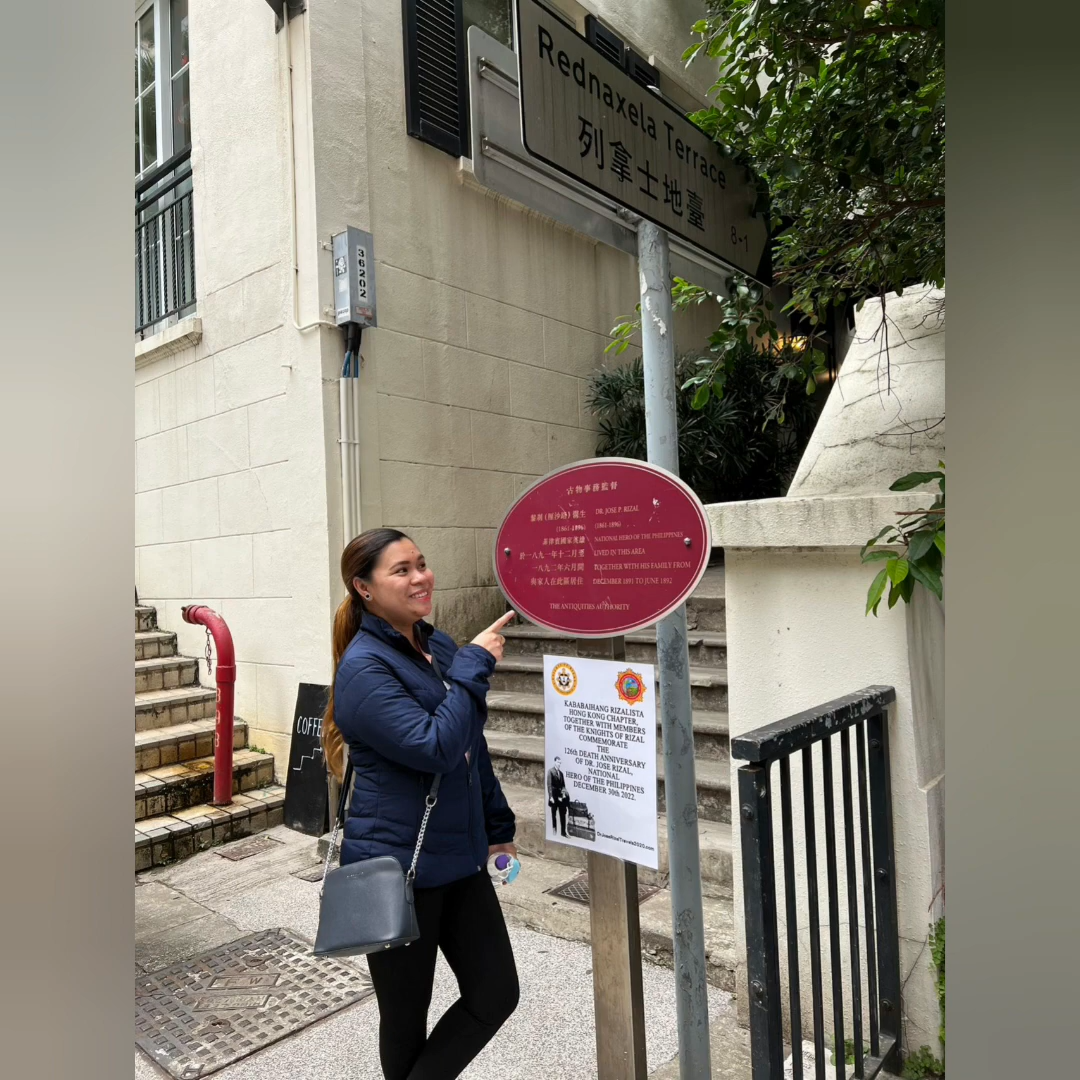 Rednaxela Terrace
列拿士地臺
8-1
36202
古物事務監督
黎剎(扶沙路)醫生 DR. JOSE P. RIZAL
(1861-1896) (1861-1896)
菲律賓國家英雄 NATIONAL HERO OF THE PHILIPPINES
於一八九一年十二月至 LIVED IN THIS AREA
一八九二年六月間 TOGETHER WITH HIS FAMILY FROM
與家人在此區居住 DECEMBER 1891 TO JUNE 1892
THE ANTIQUITIES AUTHORITY
KABABAIHANG RIZALISTA
HONG KONG CHAPTER,
TOGETHER WITH MEMBERS
OF THE KNIGHTS OF RIZAL
COMMEMORATE
THE
126th DEATH ANNIVERSARY
OF DR. JOSE RIZAL,
NATIONAL
HERO OF THE PHILIPPINES
DECEMBER 30th 2022.
DrJoseRizalTravels2020.com
COFFE